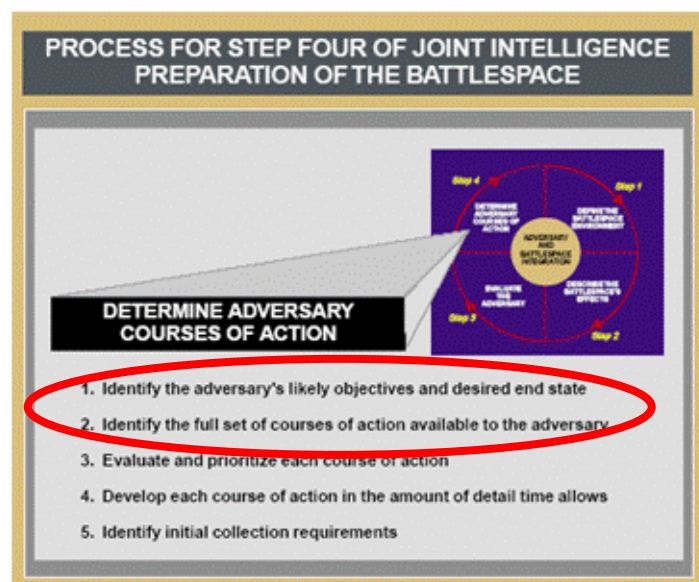 PROCESS FOR STEP FOUR OF JOINT INTELLIGENCE
PREPARATION OF THE BATTLESPACE
Step 4
Step 1
DETERMINE
ADVERSARY
COURSES OF
ACTION
DEFINE THE
BATTLESPACE
ENVIRONMENT
ADVERSARY
AND
BATTLESPACE
INTEGRATION
EVALUATE
THE
ADVERSARY
DESCRIBE THE
BATTLESPACE'S
EFFECTS
Step 3
Step 2
DETERMINE ADVERSARY
COURSES OF ACTION
1. Identify the adversary's likely objectives and desired end state
2. Identify the full set of courses of action available to the adversary
3. Evaluate and prioritize each course of action
4. Develop each course of action in the amount of detail time allows
5. Identify initial collection requirements